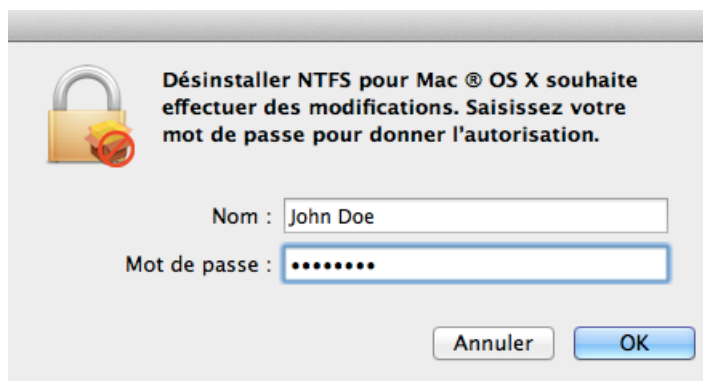 Désinstaller NTFS pour Mac ® OS X souhaite
effectuer des modifications. Saisissez votre
mot de passe pour donner l'autorisation.
Nom : John Doe
Mot de passe : ••••••••
Annuler OK